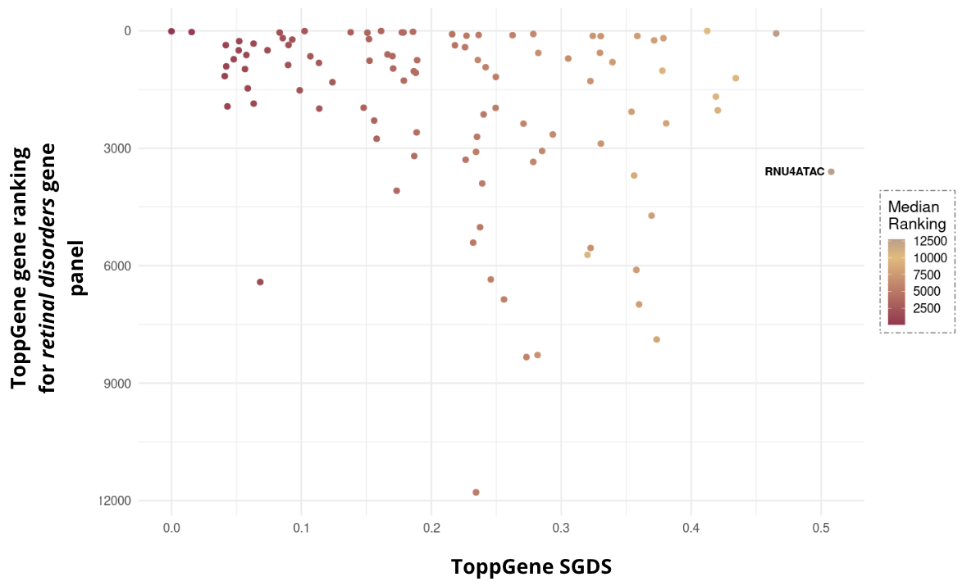 ToppGene gene ranking
for retinal disorders gene
panel
0
3000
6000
9000
12000
RNU4ATAC
0.0
0.1
0.2
0.3
0.4
0.5
ToppGene SGDS
Median
Ranking
12500
10000
7500
5000
2500